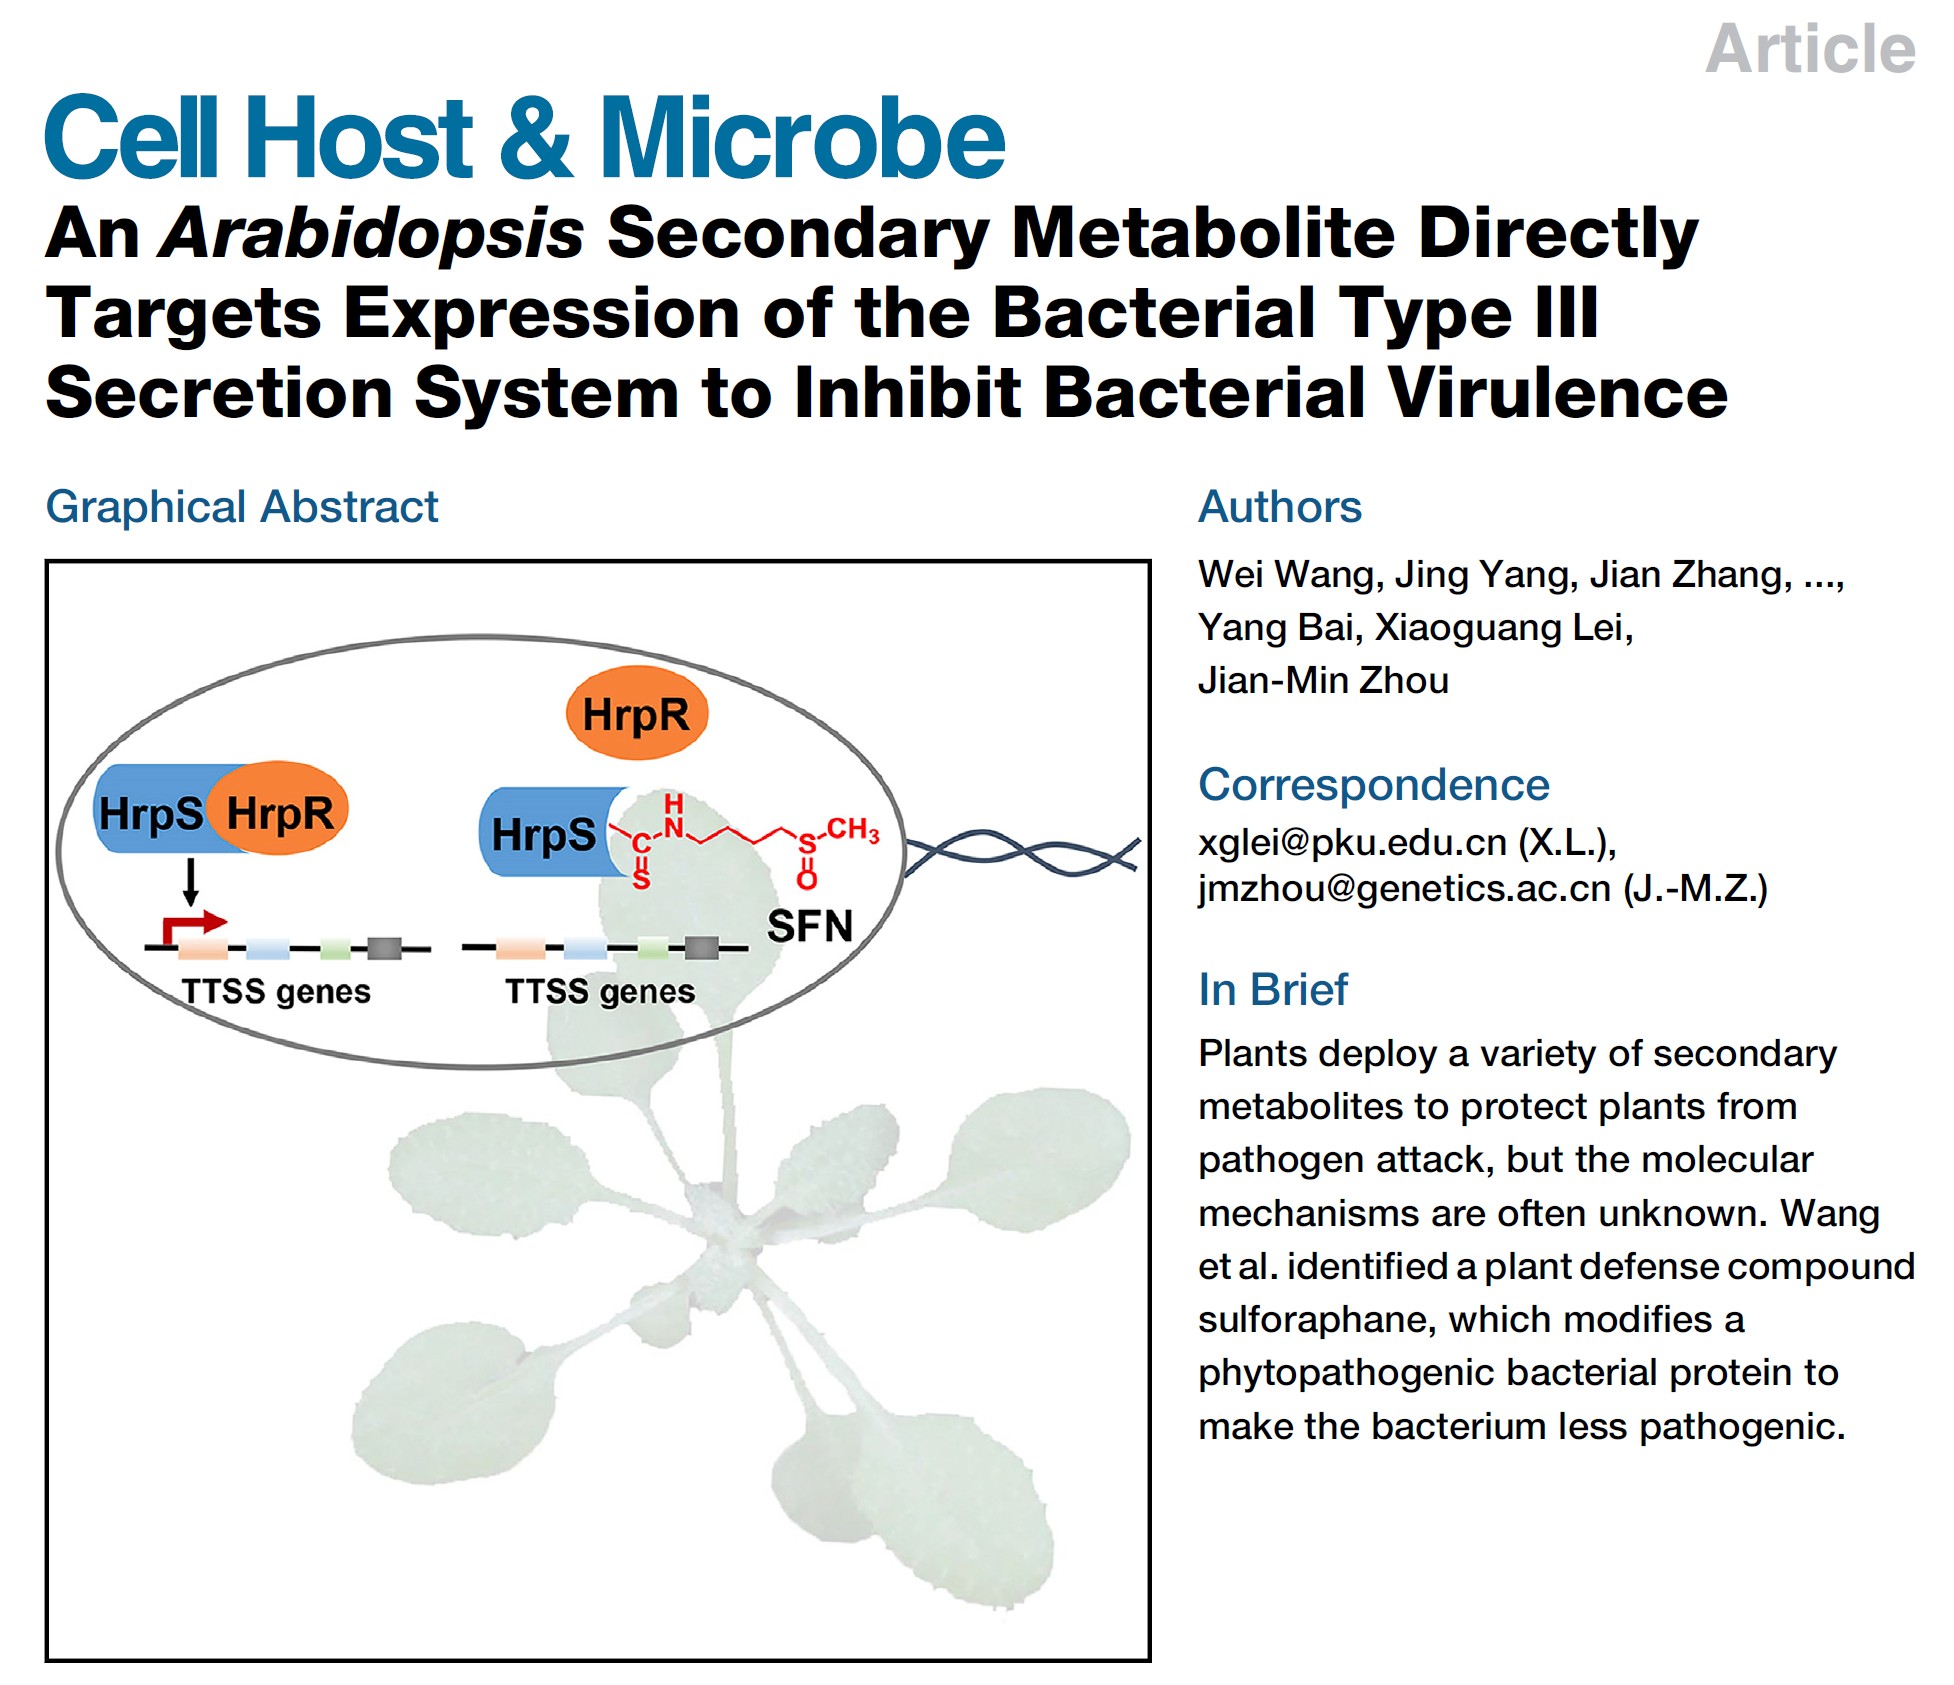 Article
Cell Host & Microbe
An Arabidopsis Secondary Metabolite Directly
Targets Expression of the Bacterial Type III
Secretion System to Inhibit Bacterial Virulence
Graphical Abstract
HrpR
HrpS HrpR
HrpS
H
N
C
S
S
O
CH3
SFN
TTSS genes
TTSS genes
Authors
Wei Wang, Jing Yang, Jian Zhang, ...,
Yang Bai, Xiaoguang Lei,
Jian-Min Zhou
Correspondence
xglei@pku.edu.cn (X.L.),
jmzhou@genetics.ac.cn (J.-M.Z.)
In Brief
Plants deploy a variety of secondary
metabolites to protect plants from
pathogen attack, but the molecular
mechanisms are often unknown. Wang
et al. identified a plant defense compound
sulforaphane, which modifies a
phytopathogenic bacterial protein to
make the bacterium less pathogenic.